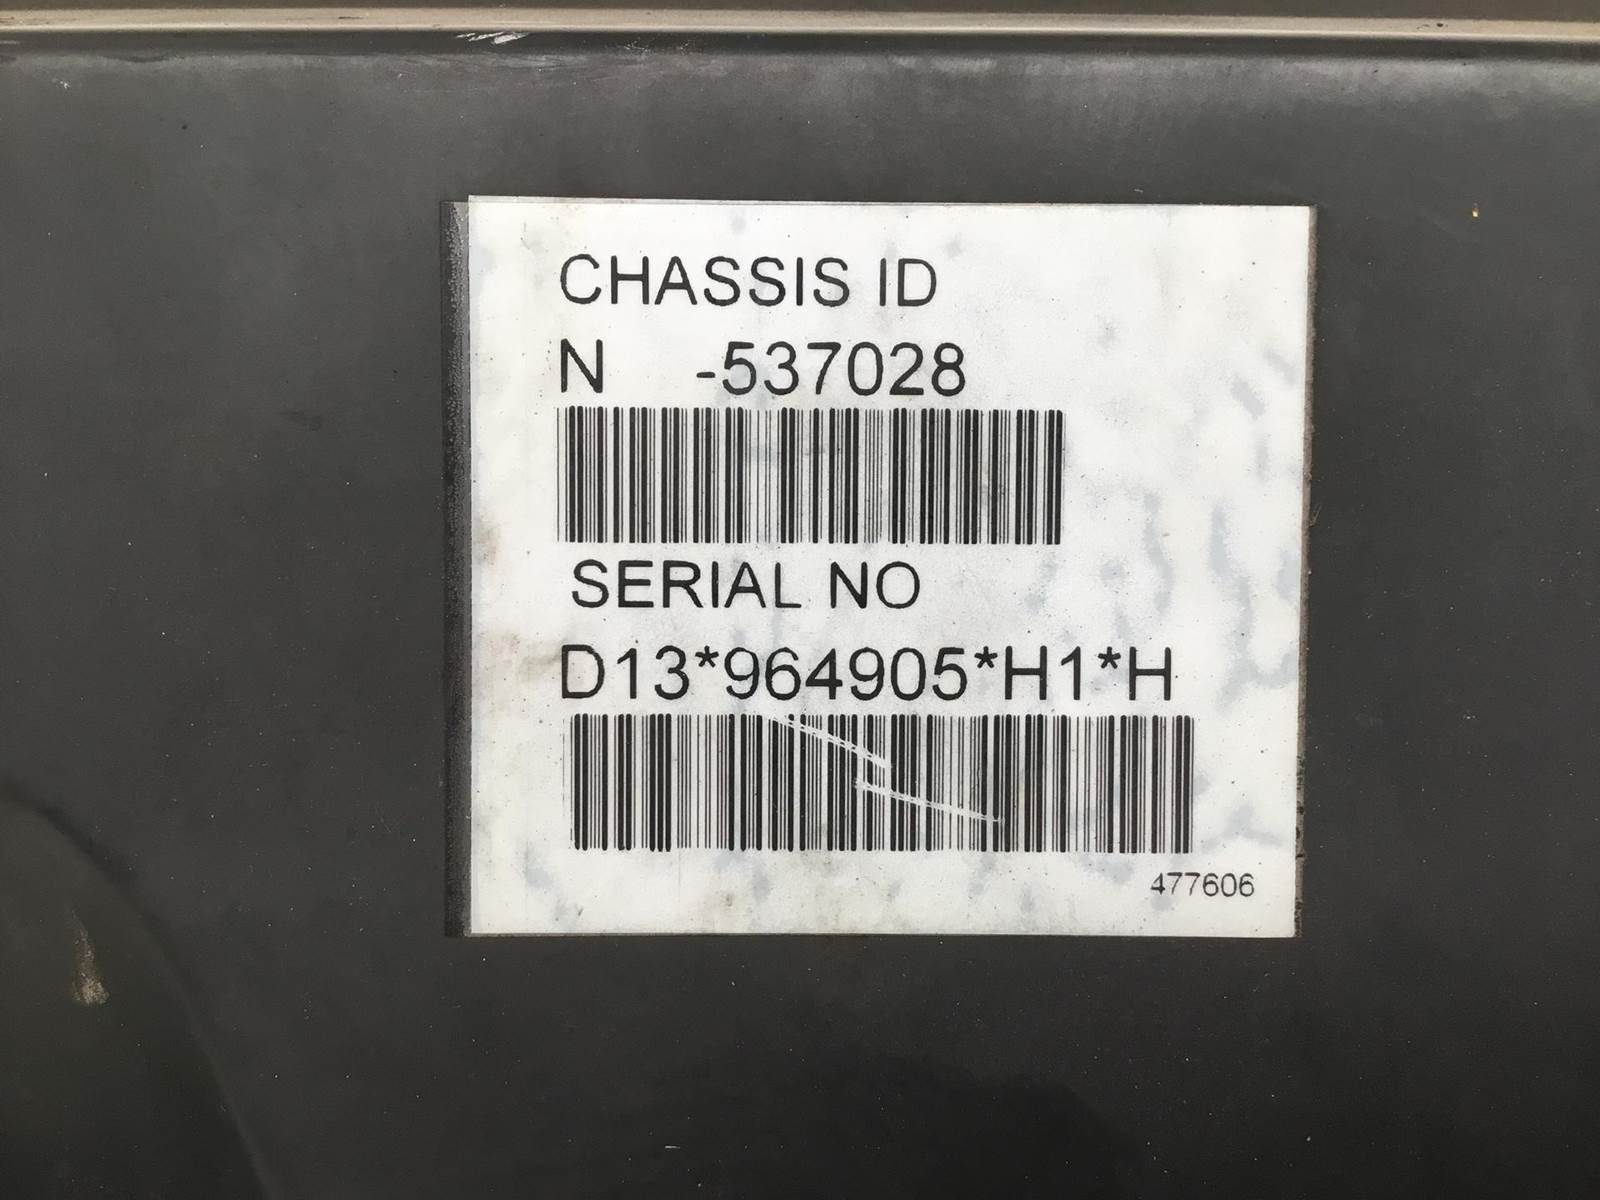 CHASSIS ID
N -537028
SERIAL NO
D13*964905*H1*H
477606